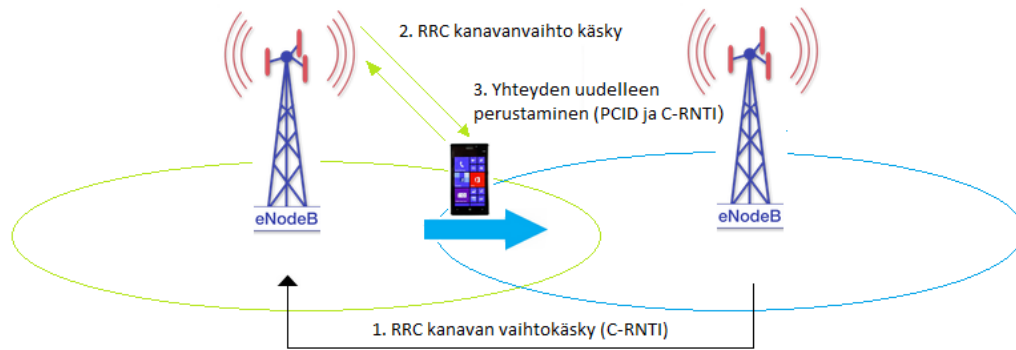 2. RRC kanavanvaihto käsky
3. Yhteyden uudelleen
perustaminen (PCID ja C-RNTI)
eNodeB
eNodeB
1. RRC kanavan vaihtokäsky (C-RNTI)